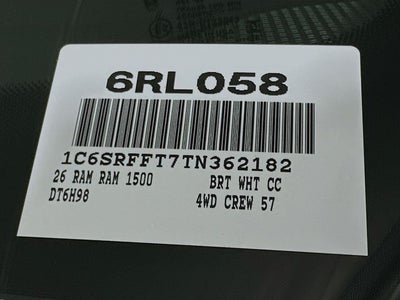 6RL058
1C6SRFFT7TN362182
26 RAM RAM 1500 BRT WHT CC
DT6H98 4WD CREW 57